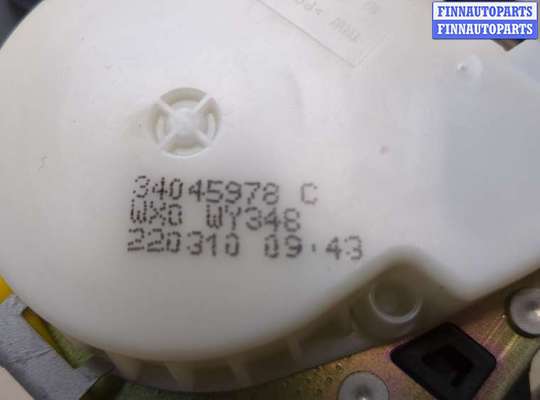 FINNAUTOPARTS
FINNAUTOPARTS
34045978 C
WX0 WY348
220310 09:43